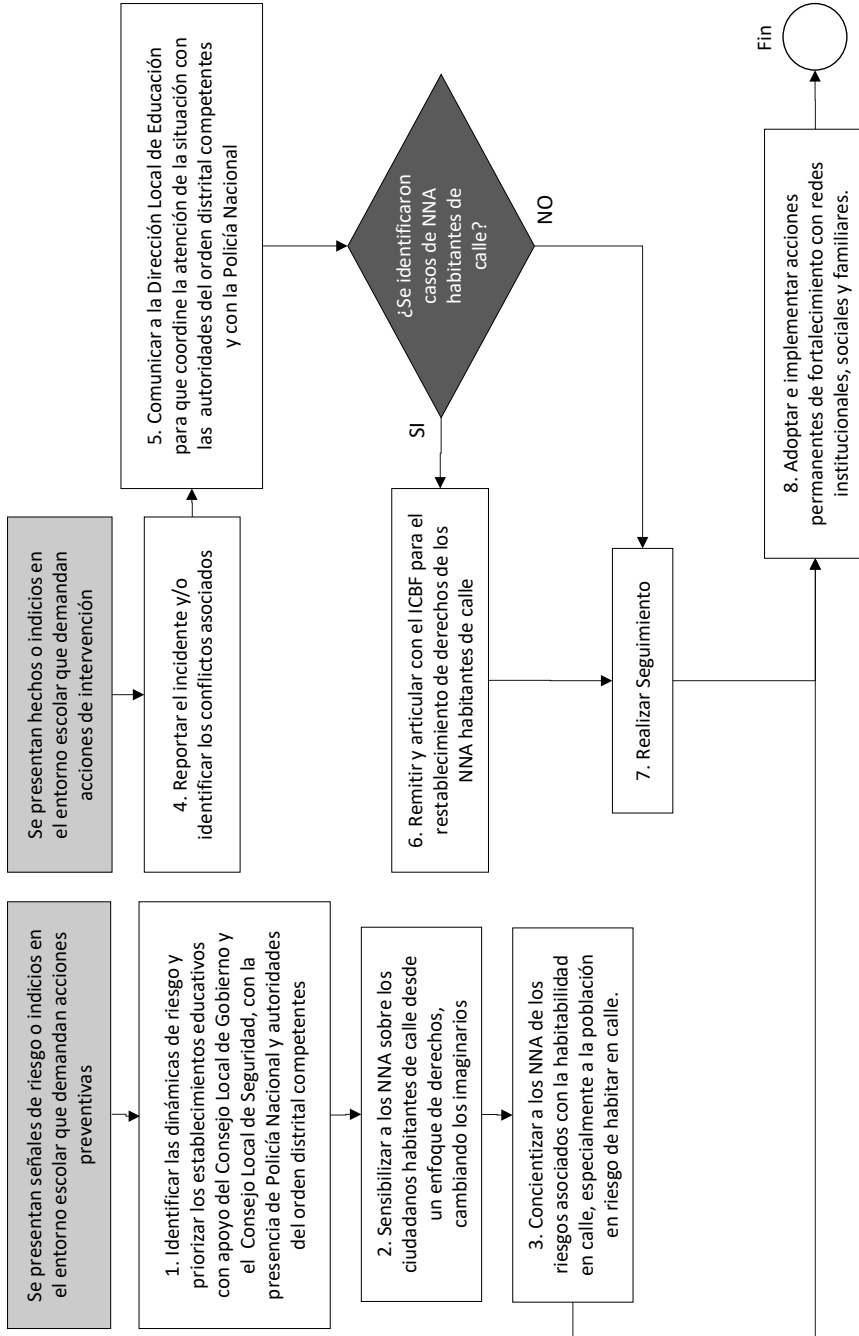 Se presentan señales de riesgo o indicios en
el entorno escolar que demandan acciones
preventivas
1. Identificar las dinámicas de riesgo y
priorizar los establecimientos educativos
con apoyo del Consejo Local de Gobierno y
el Consejo Local de Seguridad, con la
presencia de Policía Nacional y autoridades
del orden distrital competentes
2. Sensibilizar a los NNA sobre los
ciudadanos habitantes de calle desde
un enfoque de derechos,
cambiando los imaginarios
3. Concientizar a los NNA de los
riesgos asociados con la habitabilidad
en calle, especialmente a la población
en riesgo de habitar en calle.
Se presentan hechos o indicios en
el entorno escolar que demandan
acciones de intervención
4. Reportar el incidente y/o
identificar los conflictos asociados
5. Comunicar a la Dirección Local de Educación
para que coordine la atención de la situación con
las autoridades del orden distrital competentes
y con la Policía Nacional
¿Se identificaron
casos de NNA
habitantes de
calle?
SI
NO
6. Remitir y articular con el ICBF para el
restablecimiento de derechos de los
NNA habitantes de calle
7. Realizar Seguimiento
8. Adoptar e implementar acciones
permanentes de fortalecimiento con redes
institucionales, sociales y familiares.
Fin